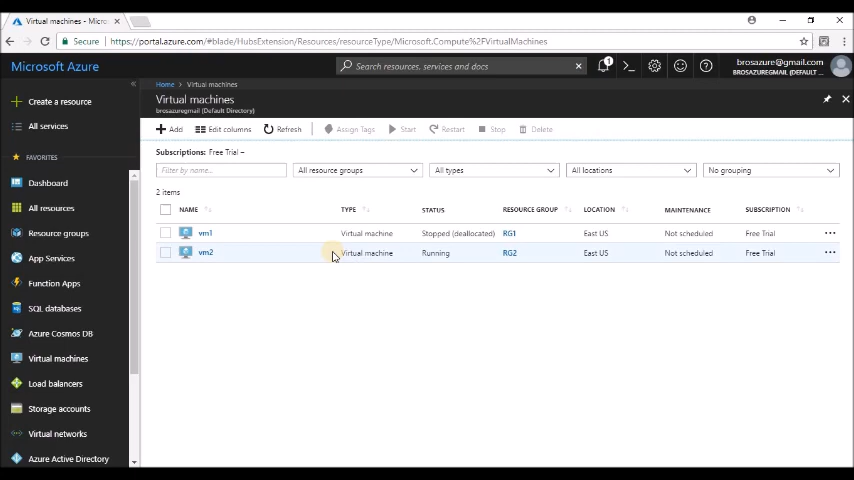 Virtual machines - Micros
Secure
https://portal.azure.com/#blade/HubsExtension/Resources/resourceType/Microsoft.Compute%2FVirtualMachines
Microsoft Azure
Search resources, services and docs
1
brosazure@gmail.com
BROSAZUREGMAIL (DEFAULT ...
Create a resource
All services
FAVORITES
Dashboard
All resources
Resource groups
App Services
Function Apps
SQL databases
Azure Cosmos DB
Virtual machines
Load balancers
Storage accounts
Virtual networks
Azure Active Directory
Home > Virtual machines
Virtual machines
brosazuregmail (Default Directory)
Add Edit columns Refresh Assign Tags Start Restart Stop Delete
Subscriptions: Free Trial
Filter by name... All resource groups All types All locations No grouping
2 items
NAME TYPE STATUS RESOURCE GROUP LOCATION MAINTENANCE SUBSCRIPTION
vm1 Virtual machine Stopped (deallocated) RG1 East US Not scheduled Free Trial
vm2 Virtual machine Running RG2 East US Not scheduled Free Trial